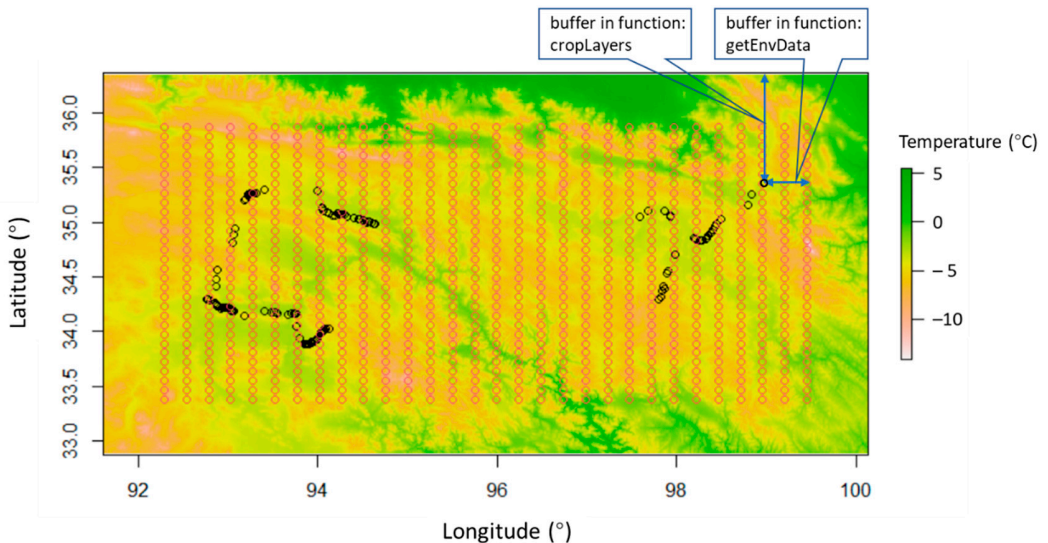 buffer in function:
cropLayers
buffer in function:
getEnvData
36.0
35.5
35.0
34.5
34.0
33.5
33.0
Latitude (°)
92
94
96
98
100
Longitude (°)
Temperature (°C)
5
0
−5
−10